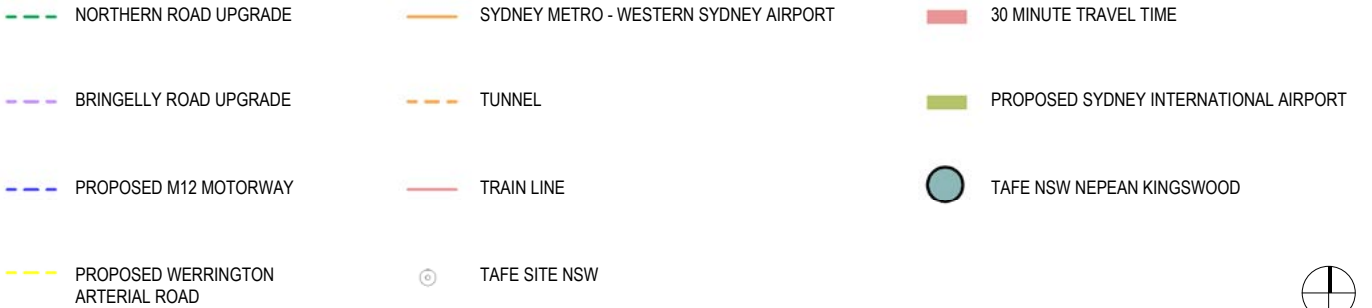 NORTHERN ROAD UPGRADE
BRINGELLY ROAD UPGRADE
PROPOSED M12 MOTORWAY
PROPOSED WERRINGTON
ARTERIAL ROAD
SYDNEY METRO - WESTERN SYDNEY AIRPORT
TUNNEL
TRAIN LINE
TAFE SITE NSW
30 MINUTE TRAVEL TIME
PROPOSED SYDNEY INTERNATIONAL AIRPORT
TAFE NSW NEPEAN KINGSWOOD